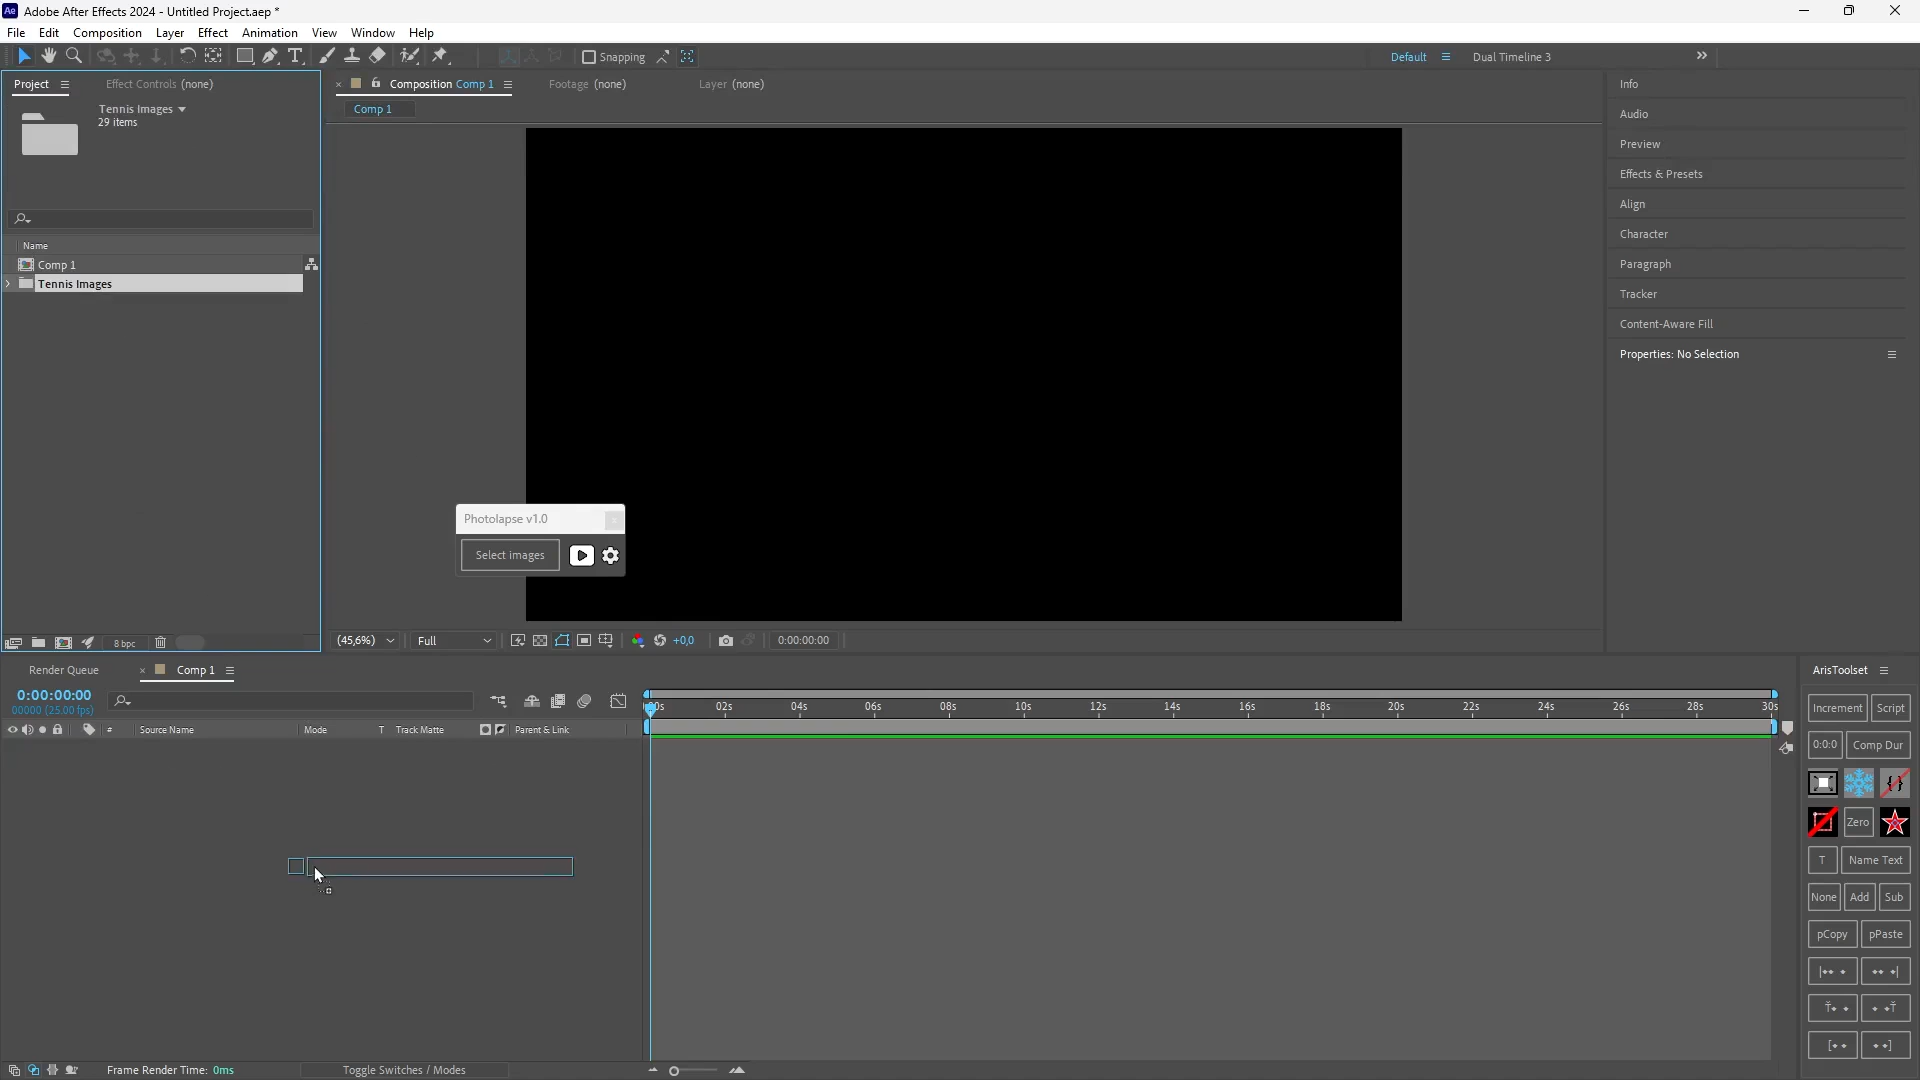 Adobe After Effects 2024 - Untitled Project.aep *
File Edit Composition Layer Effect Animation View Window Help
Snapping
Default
Dual Timeline 3
Project
Effect Controls (none)
Composition Comp 1
Footage (none)
Layer (none)
Tennis Images
29 items
Comp 1
Name
Comp 1
Tennis Images
8 bpc
Photolapse v1.0
Select images
(45,6%)
Full
+0,0
0:00:00:00
Info
Audio
Preview
Effects & Presets
Align
Character
Paragraph
Tracker
Content-Aware Fill
Properties: No Selection
Render Queue
Comp 1
0:00:00:00
00000 (25.00 fps)
02s 04s 06s 08s 10s 12s 14s 16s 18s 20s 22s 24s 26s 28s 30s
# Source Name Mode T Track Matte Parent & Link
Frame Render Time: 0ms
Toggle Switches / Modes
ArisToolset
Increment Script
0:0:0 Comp Dur
Zero
T Name Text
None Add Sub
pCopy pPaste